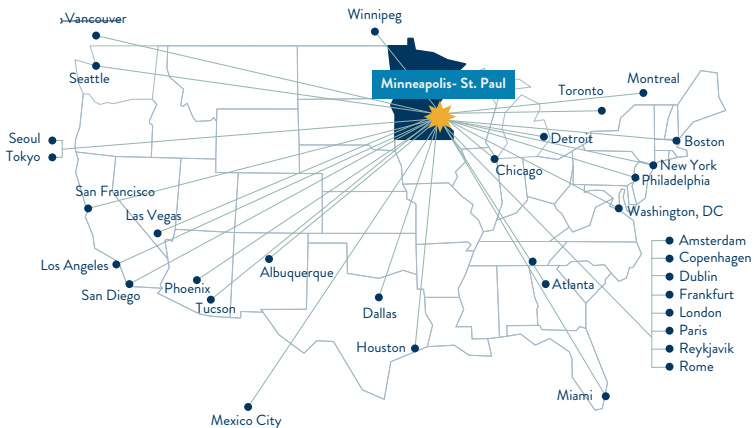 Vancouver
Winnipeg
Seattle
Minneapolis- St. Paul
Toronto
Montreal
Seoul
Tokyo
Detroit
Boston
Chicago
New York
Philadelphia
San Francisco
Las Vegas
Washington, DC
Los Angeles
San Diego
Phoenix
Tucson
Albuquerque
Dallas
Houston
Atlanta
Miami
Mexico City
Amsterdam
Copenhagen
Dublin
Frankfurt
London
Paris
Reykjavik
Rome